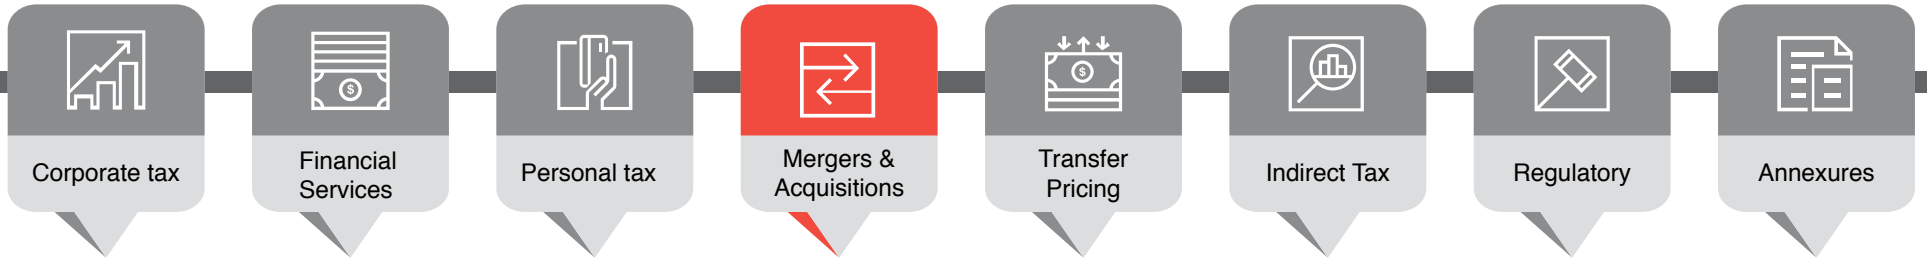 Corporate tax
Financial
Services
Personal tax
Mergers &
Acquisitions
Transfer
Pricing
Indirect Tax
Regulatory
Annexures